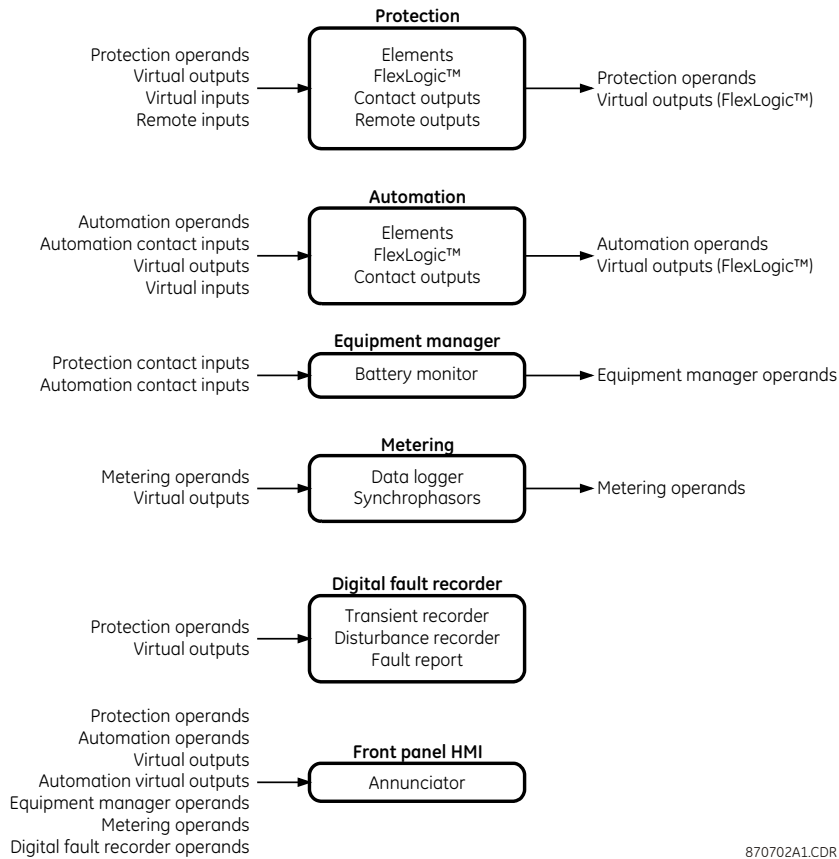 Protection
Protection operands
Virtual outputs
Virtual inputs
Remote inputs
Elements
FlexLogic™
Contact outputs
Remote outputs
Protection operands
Virtual outputs (FlexLogic™)
Automation
Automation operands
Automation contact inputs
Virtual outputs
Virtual inputs
Elements
FlexLogic™
Contact outputs
Automation operands
Virtual outputs (FlexLogic™)
Equipment manager
Protection contact inputs
Automation contact inputs
Battery monitor
Equipment manager operands
Metering
Metering operands
Virtual outputs
Data logger
Synchrophasors
Metering operands
Digital fault recorder
Protection operands
Virtual outputs
Transient recorder
Disturbance recorder
Fault report
Front panel HMI
Protection operands
Automation operands
Virtual outputs
Automation virtual outputs
Equipment manager operands
Metering operands
Digital fault recorder operands
Annunciator
870702A1.CDR